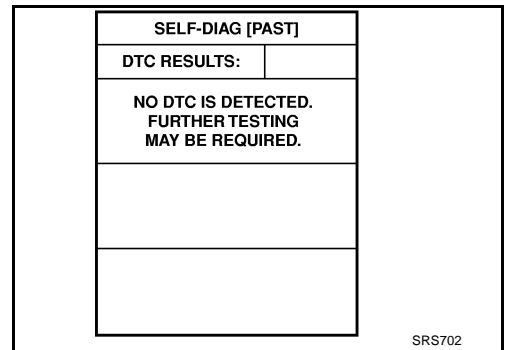 SELF-DIAG [PAST]
DTC RESULTS:
NO DTC IS DETECTED.
FURTHER TESTING
MAY BE REQUIRED.
SRS702